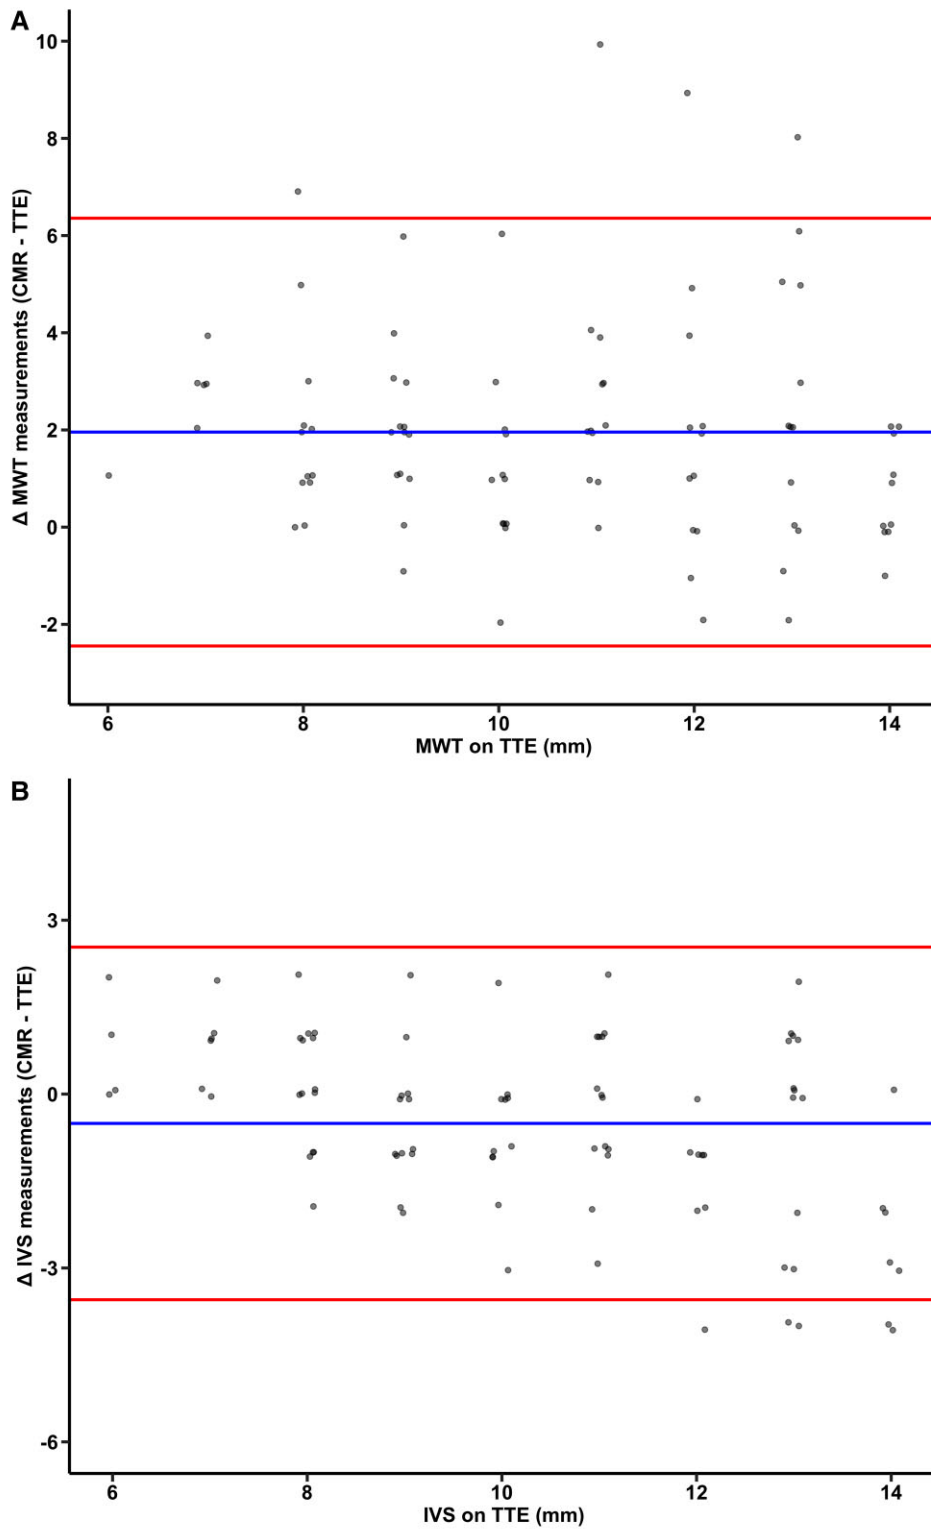 A
10
8
6
4
2
0
-2
Δ MWT measurements (CMR - TTE)
6 8 10 12 14
MWT on TTE (mm)
B
3
0
-3
-6
Δ IVS measurements (CMR - TTE)
6 8 10 12 14
IVS on TTE (mm)